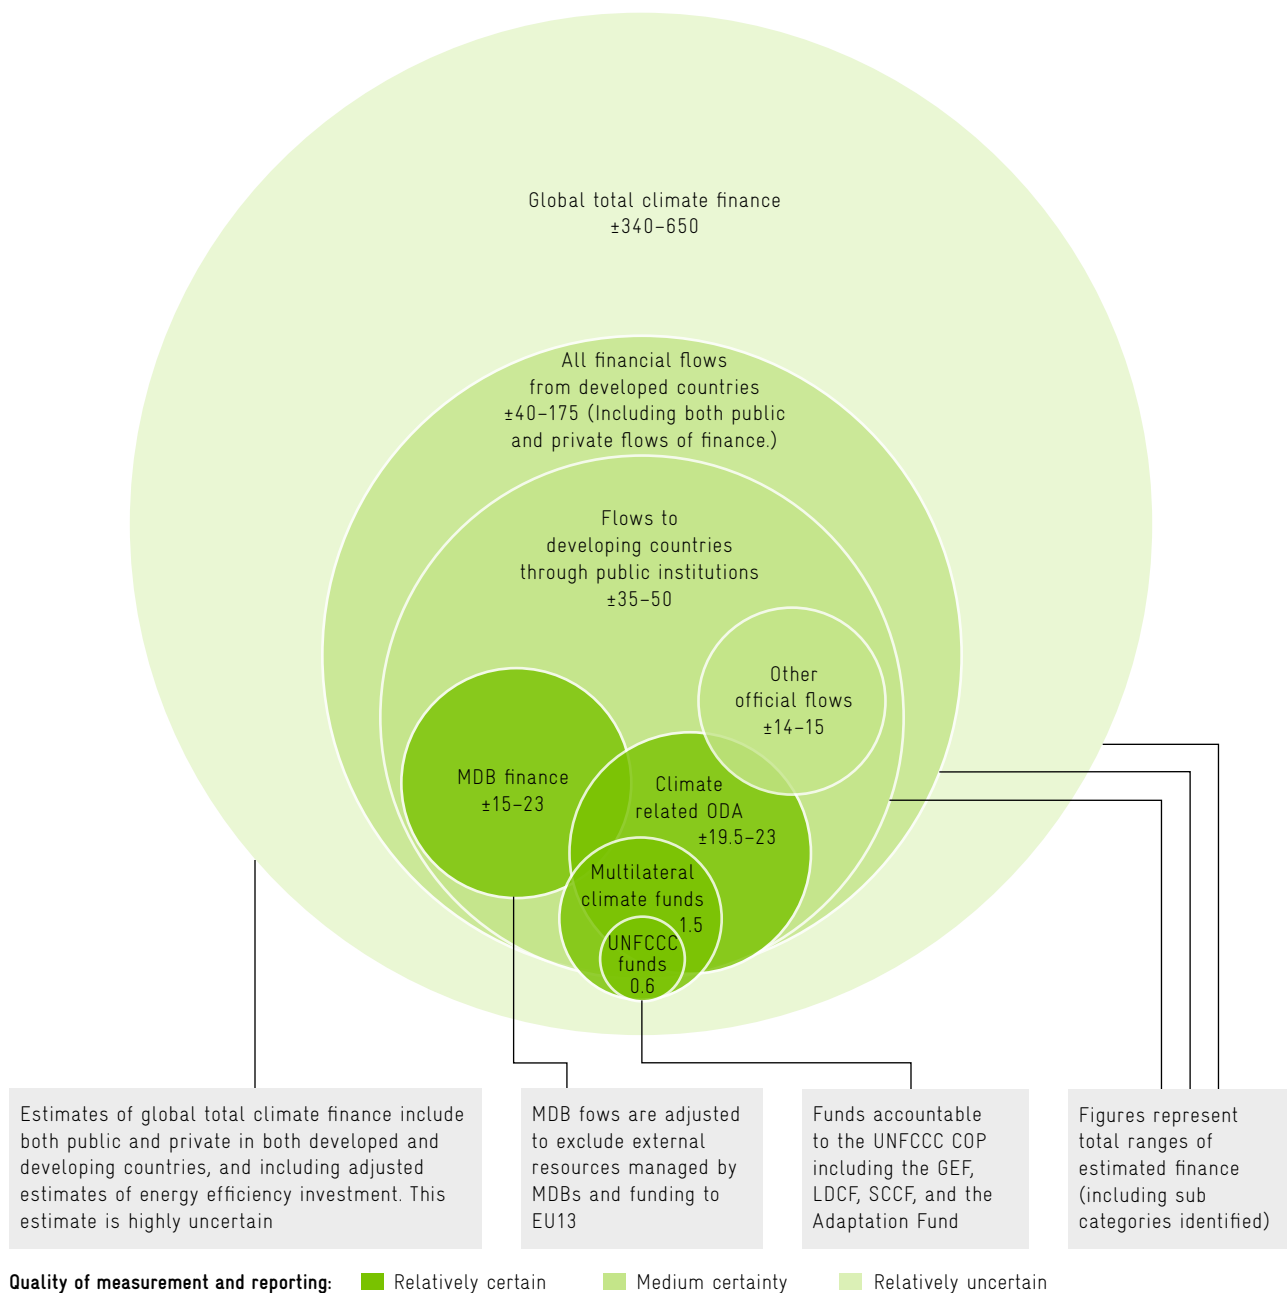 Global total climate finance
±340–650
All financial flows
from developed countries
±40–175 (Including both public
and private flows of finance.)
Flows to
developing countries
through public institutions
±35–50
Other
official flows
±14–15
MDB finance
±15–23
Climate
related ODA
±19.5–23
Multilateral
climate funds
1.5
UNFCCC
funds
0.6
Estimates of global total climate finance include
both public and private in both developed and
developing countries, and including adjusted
estimates of energy efficiency investment. This
estimate is highly uncertain
MDB fows are adjusted
to exclude external
resources managed by
MDBs and funding to
EU13
Funds accountable
to the UNFCCC COP
including the GEF,
LDCF, SCCF, and the
Adaptation Fund
Figures represent
total ranges of
estimated finance
(including sub
categories identified)
Quality of measurement and reporting: Relatively certain Medium certainty Relatively uncertain